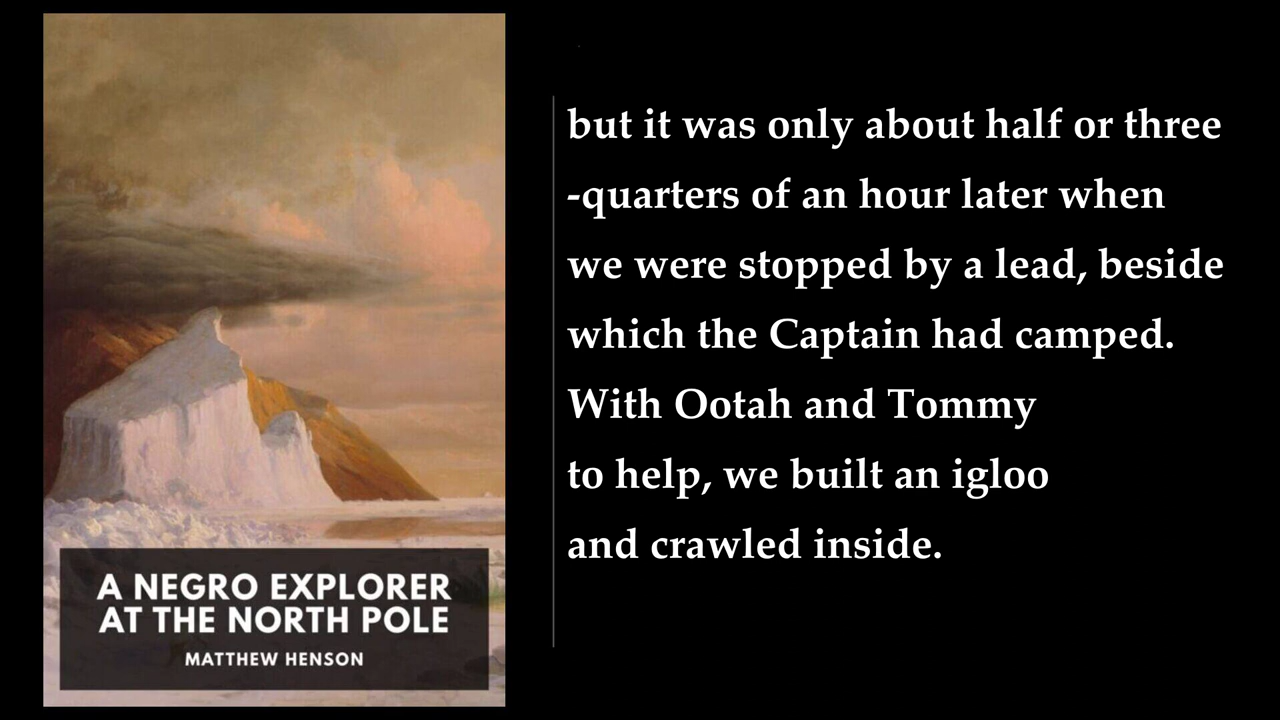 but it was only about half or three
-quarters of an hour later when
we were stopped by a lead, beside
which the Captain had camped.
With Ootah and Tommy
to help, we built an igloo
and crawled inside.
A NEGRO EXPLORER
AT THE NORTH POLE
MATTHEW HENSON